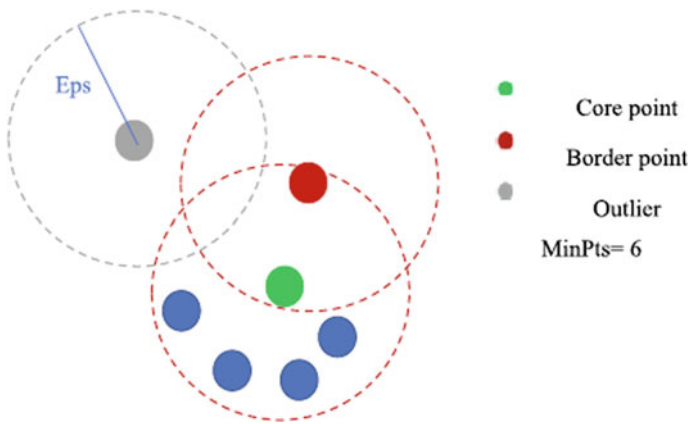 Eps
Core point
Border point
Outlier
MinPts= 6